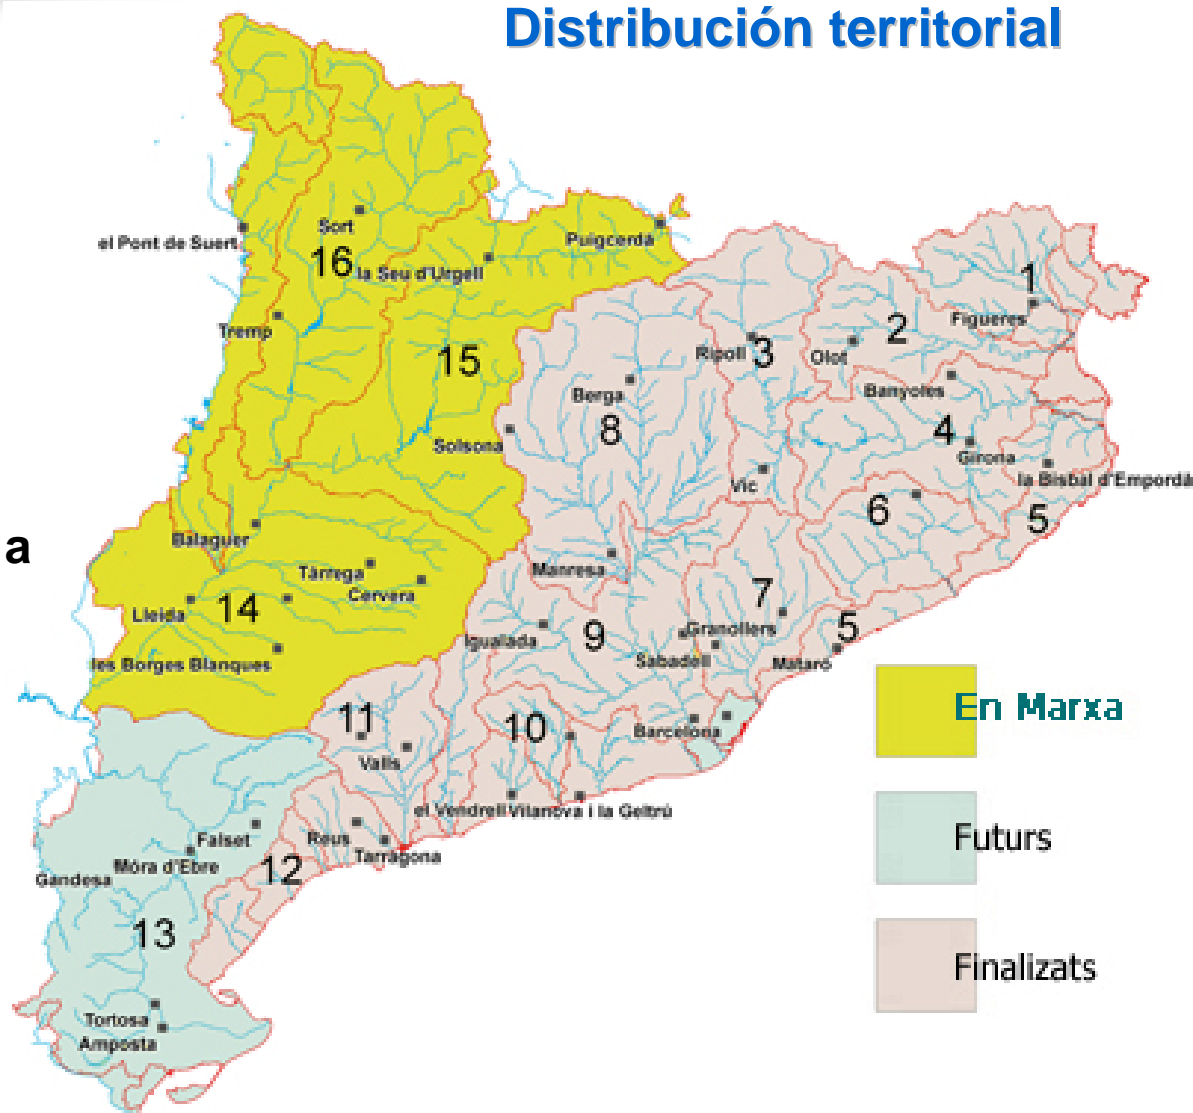 Distribución territorial
Sort
el Pont de Suert
Puigcerdà
16
la Seu d'Urgell
1
Tremp
Figueres
2
15
Ripoll
3
Olot
Berga
Banyoles
8
4
Solsona
Girona
Vic
la Bisbal d'Empordà
6
5
Balaguer
a
Tàrrega
Manresa
Cervera
7
14
Lleida
Granollers
5
Igualada
9
Sabadell
Mataró
les Borges Blanques
En Marxa
11
10
Barcelona
Valls
el Vendrell
Vilanova i la Geltrú
Falset
Reus
Futurs
Tarragona
Móra d'Ebre
12
Gandesa
13
Finalizats
Tortosa
Amposta